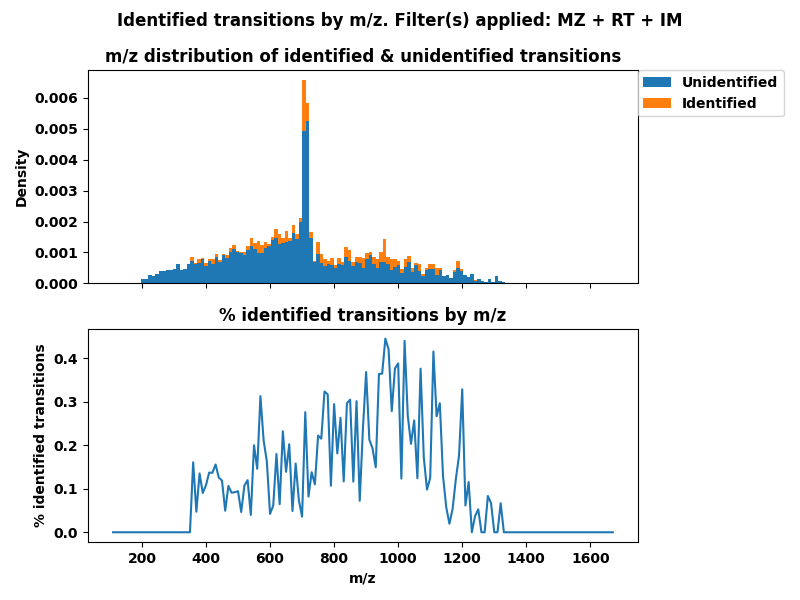 Identified transitions by m/z. Filter(s) applied: MZ + RT + IM
m/z distribution of identified & unidentified transitions
Unidentified
Identified
0.006
0.005
0.004
0.003
0.002
0.001
0.000
Density
% identified transitions by m/z
0.4
0.3
0.2
0.1
0.0
% identified transitions
200 400 600 800 1000 1200 1400 1600
m/z